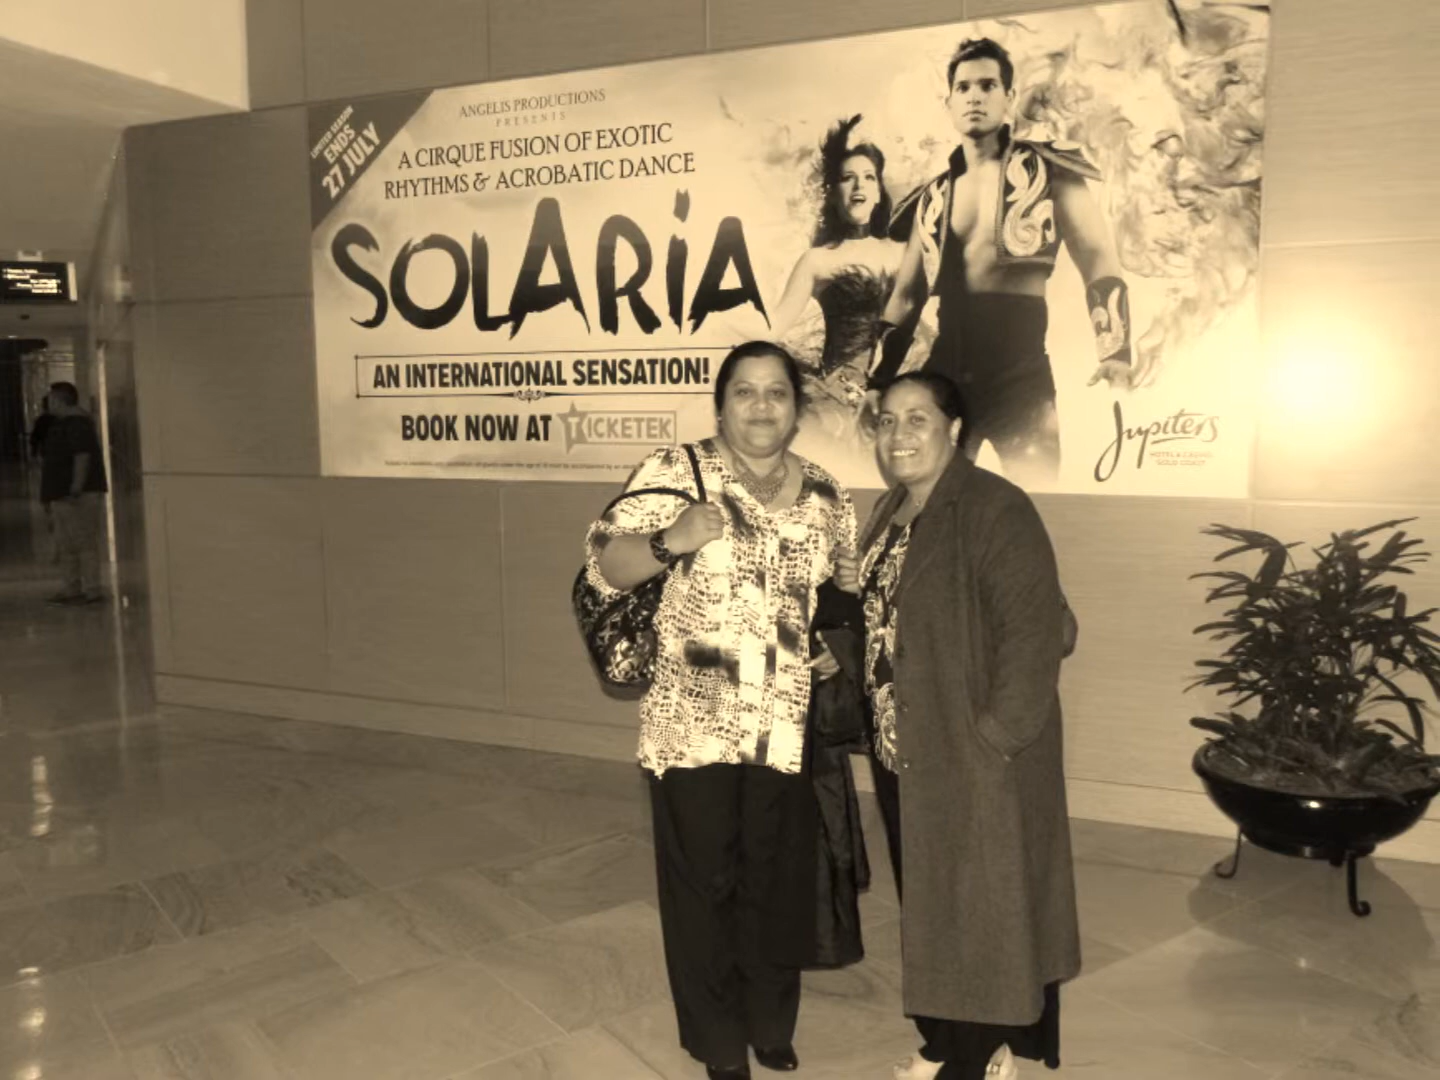 LIMITED SEASON
ENDS
27 JULY
ANGELIS PRODUCTIONS
PRESENTS
A CIRQUE FUSION OF EXOTIC
RHYTHMS & ACROBATIC DANCE
SOLARIA
AN INTERNATIONAL SENSATION!
BOOK NOW AT TICKETEK
Jupiters
HOTEL & CASINO
GOLD COAST